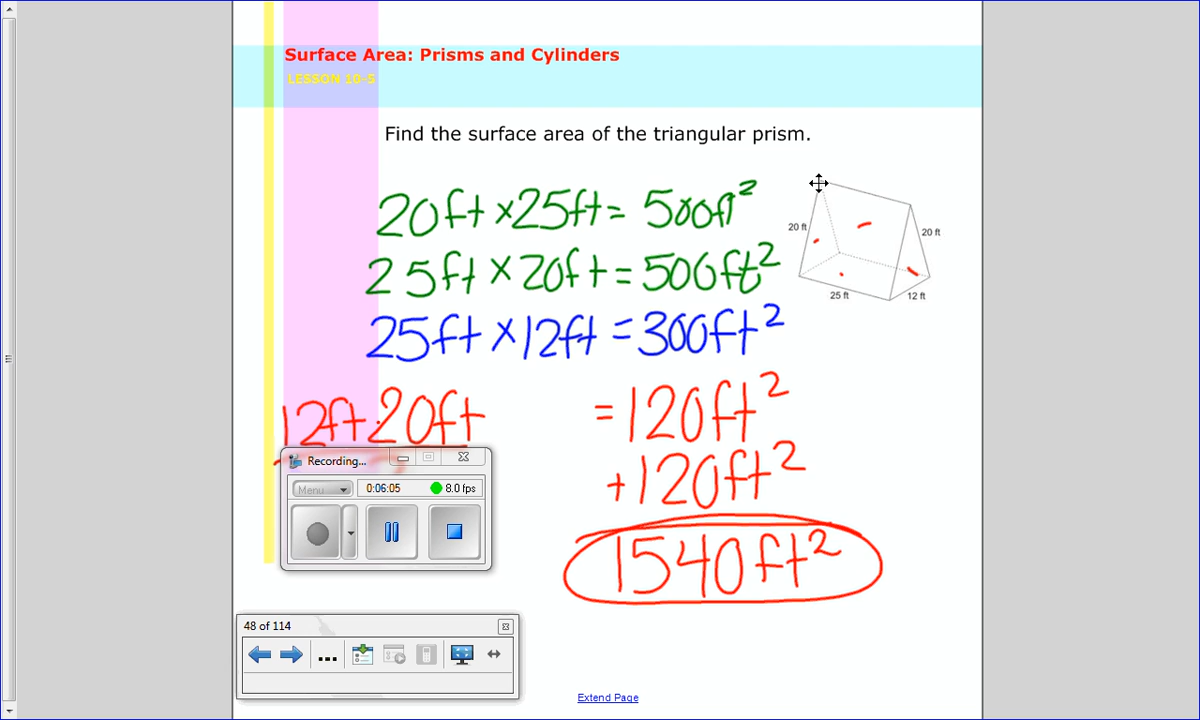 Surface Area: Prisms and Cylinders
LESSON 10-5
Find the surface area of the triangular prism.
20ft×25ft= 500ft²
25ft×20ft=500ft²
25ft×12ft=300ft²
12ft·20ft =120ft²
+120ft²
1540ft²
20 ft
20 ft
25 ft
12 ft
Recording...
Menu
0:06:05
8.0 fps
48 of 114
...
Extend Page